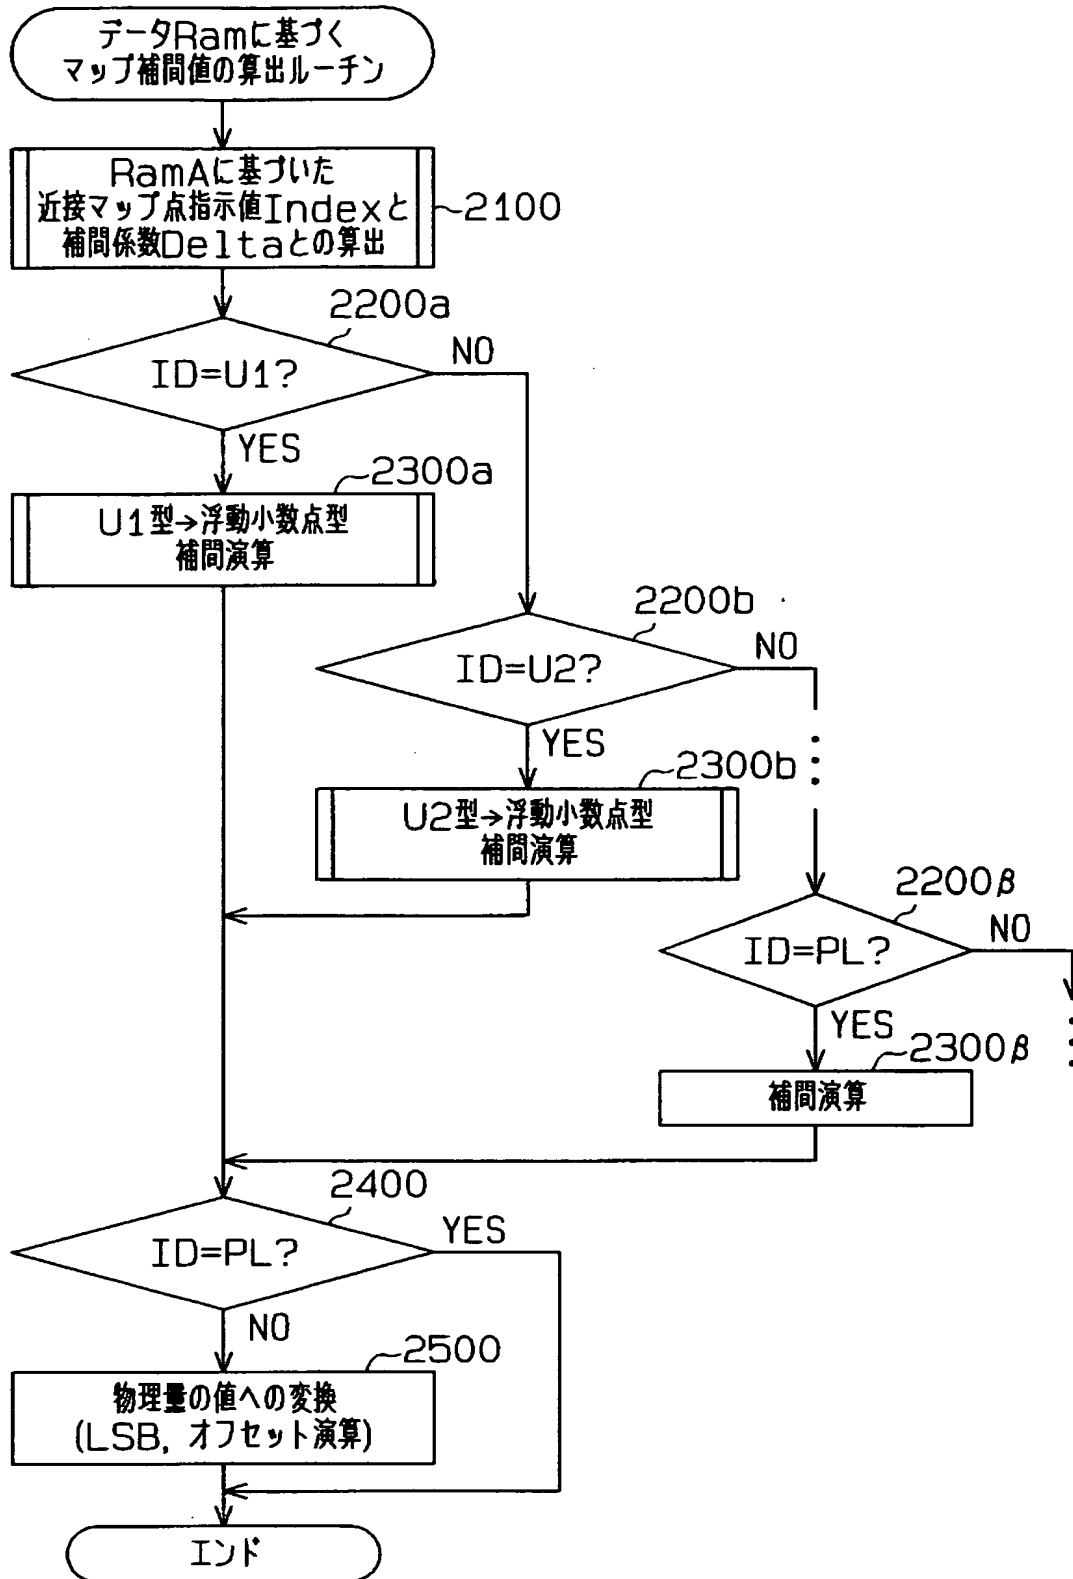 データRamに基づく
マップ補間値の算出ルーチン
RamAに基づいた
近接マップ点指示値Indexと
補間係数Deltaとの算出
2100
2200a
ID=U1?
NO
YES
2300a
U1型→浮動小数点型
補間演算
2200b
ID=U2?
NO
YES
2300b
U2型→浮動小数点型
補間演算
2200β
ID=PL?
NO
YES
2300β
補間演算
2400
ID=PL?
YES
NO
2500
物理量の値への変換
(LSB, オフセット演算)
エンド